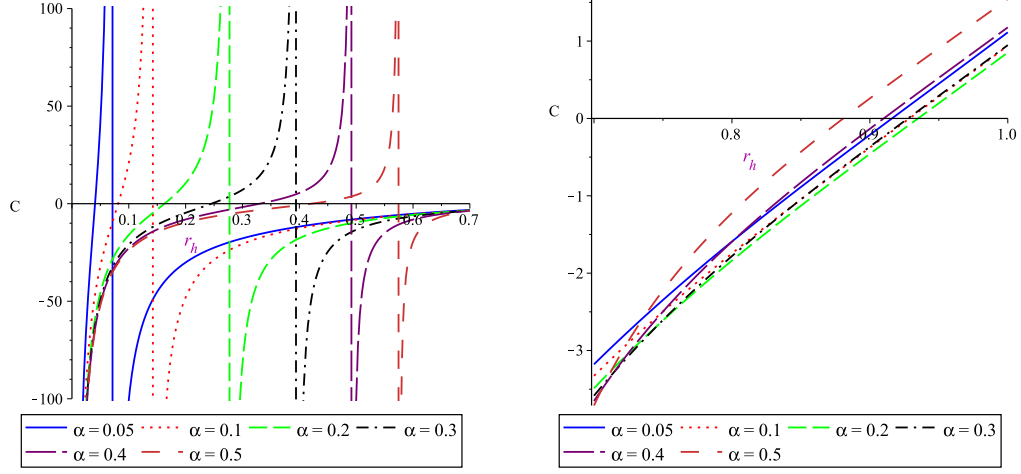 100
50
C
0
0.1
0.2
0.3
0.4
0.5
0.6
0.7
r_h
-50
-100
α = 0.05 α = 0.1 α = 0.2 α = 0.3
α = 0.4 α = 0.5
1
C
0
0.8
0.9
1.0
r_h
-1
-2
-3
α = 0.05 α = 0.1 α = 0.2 α = 0.3
α = 0.4 α = 0.5